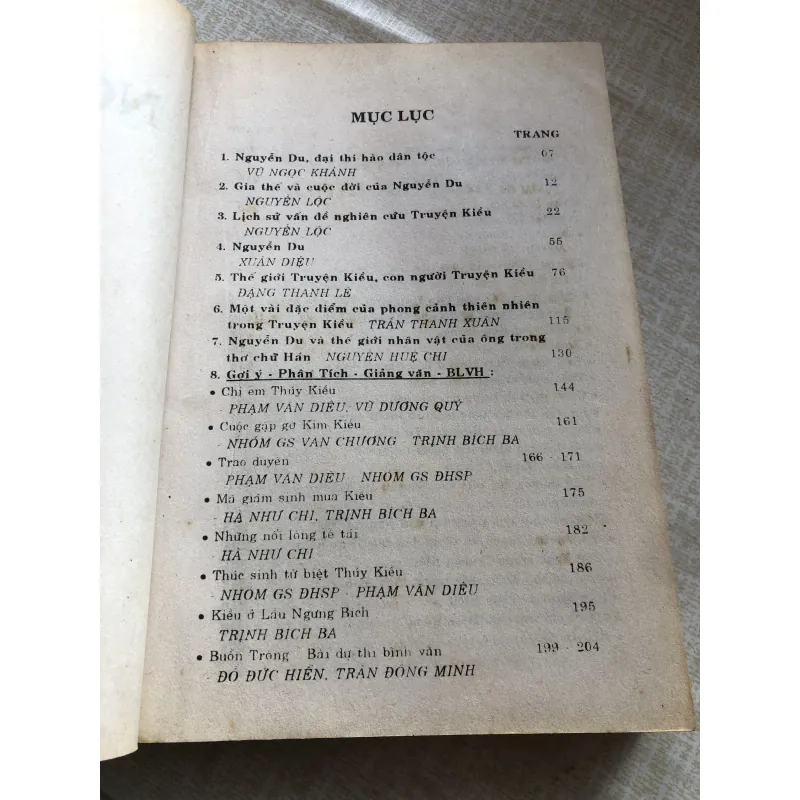 MỤC LỤC
TRANG
1. Nguyễn Du, đại thi hào dân tộc 07
VŨ NGỌC KHÁNH
2. Gia thế và cuộc đời của Nguyễn Du 12
NGUYỄN LỘC
3. Lịch sử vấn đề nghiên cứu Truyện Kiều 22
NGUYỄN LỘC
4. Nguyễn Du 55
XUÂN DIỆU
5. Thế giới Truyện Kiều, con người Truyện Kiều 76
ĐẶNG THANH LÊ
6. Một vài đặc điểm của phong cảnh thiên nhiên
trong Truyện Kiều TRẦN THANH XUÂN 115
7. Nguyễn Du và thế giới nhân vật của ông trong
thơ chữ Hán NGUYỄN HUỆ CHI 130
8. Gợi ý - Phân Tích - Giảng văn - BLVH :
• Chị em Thúy Kiều 144
- PHẠM VĂN DIÊU, VŨ DƯƠNG QUÝ
• Cuộc gặp gỡ Kim Kiều 161
- NHÓM GS VĂN CHƯƠNG - TRỊNH BÍCH BA
• Trao duyên 166 - 171
PHẠM VĂN DIÊU - NHÓM GS ĐHSP
• Mã giám sinh mua Kiều 175
- HÀ NHƯ CHI, TRỊNH BÍCH BA
• Những nỗi lòng tê tái 182
- HÀ NHƯ CHI
• Thúc sinh từ biệt Thúy Kiều 186
- NHÓM GS ĐHSP - PHẠM VĂN DIÊU
• Kiều ở Lầu Ngưng Bích 195
TRỊNH BÍCH BA
• Buồn Trông - Bài dự thi bình văn 199 - 204
- ĐỖ ĐỨC HIỂN, TRẦN ĐỒNG MINH